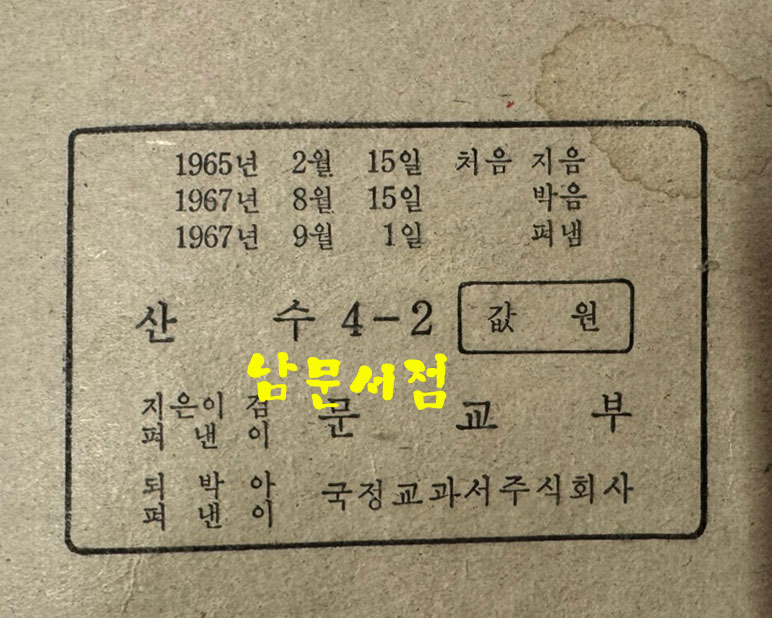 1965년 2월 15일 처음 지음
1967년 8월 15일 박음
1967년 9월 1일 펴냄
산 수 4-2 값 원
남문서점
지은이 겸
펴 낸 이
문 교 부
되 박 아
펴 낸 이
국정교과서주식회사